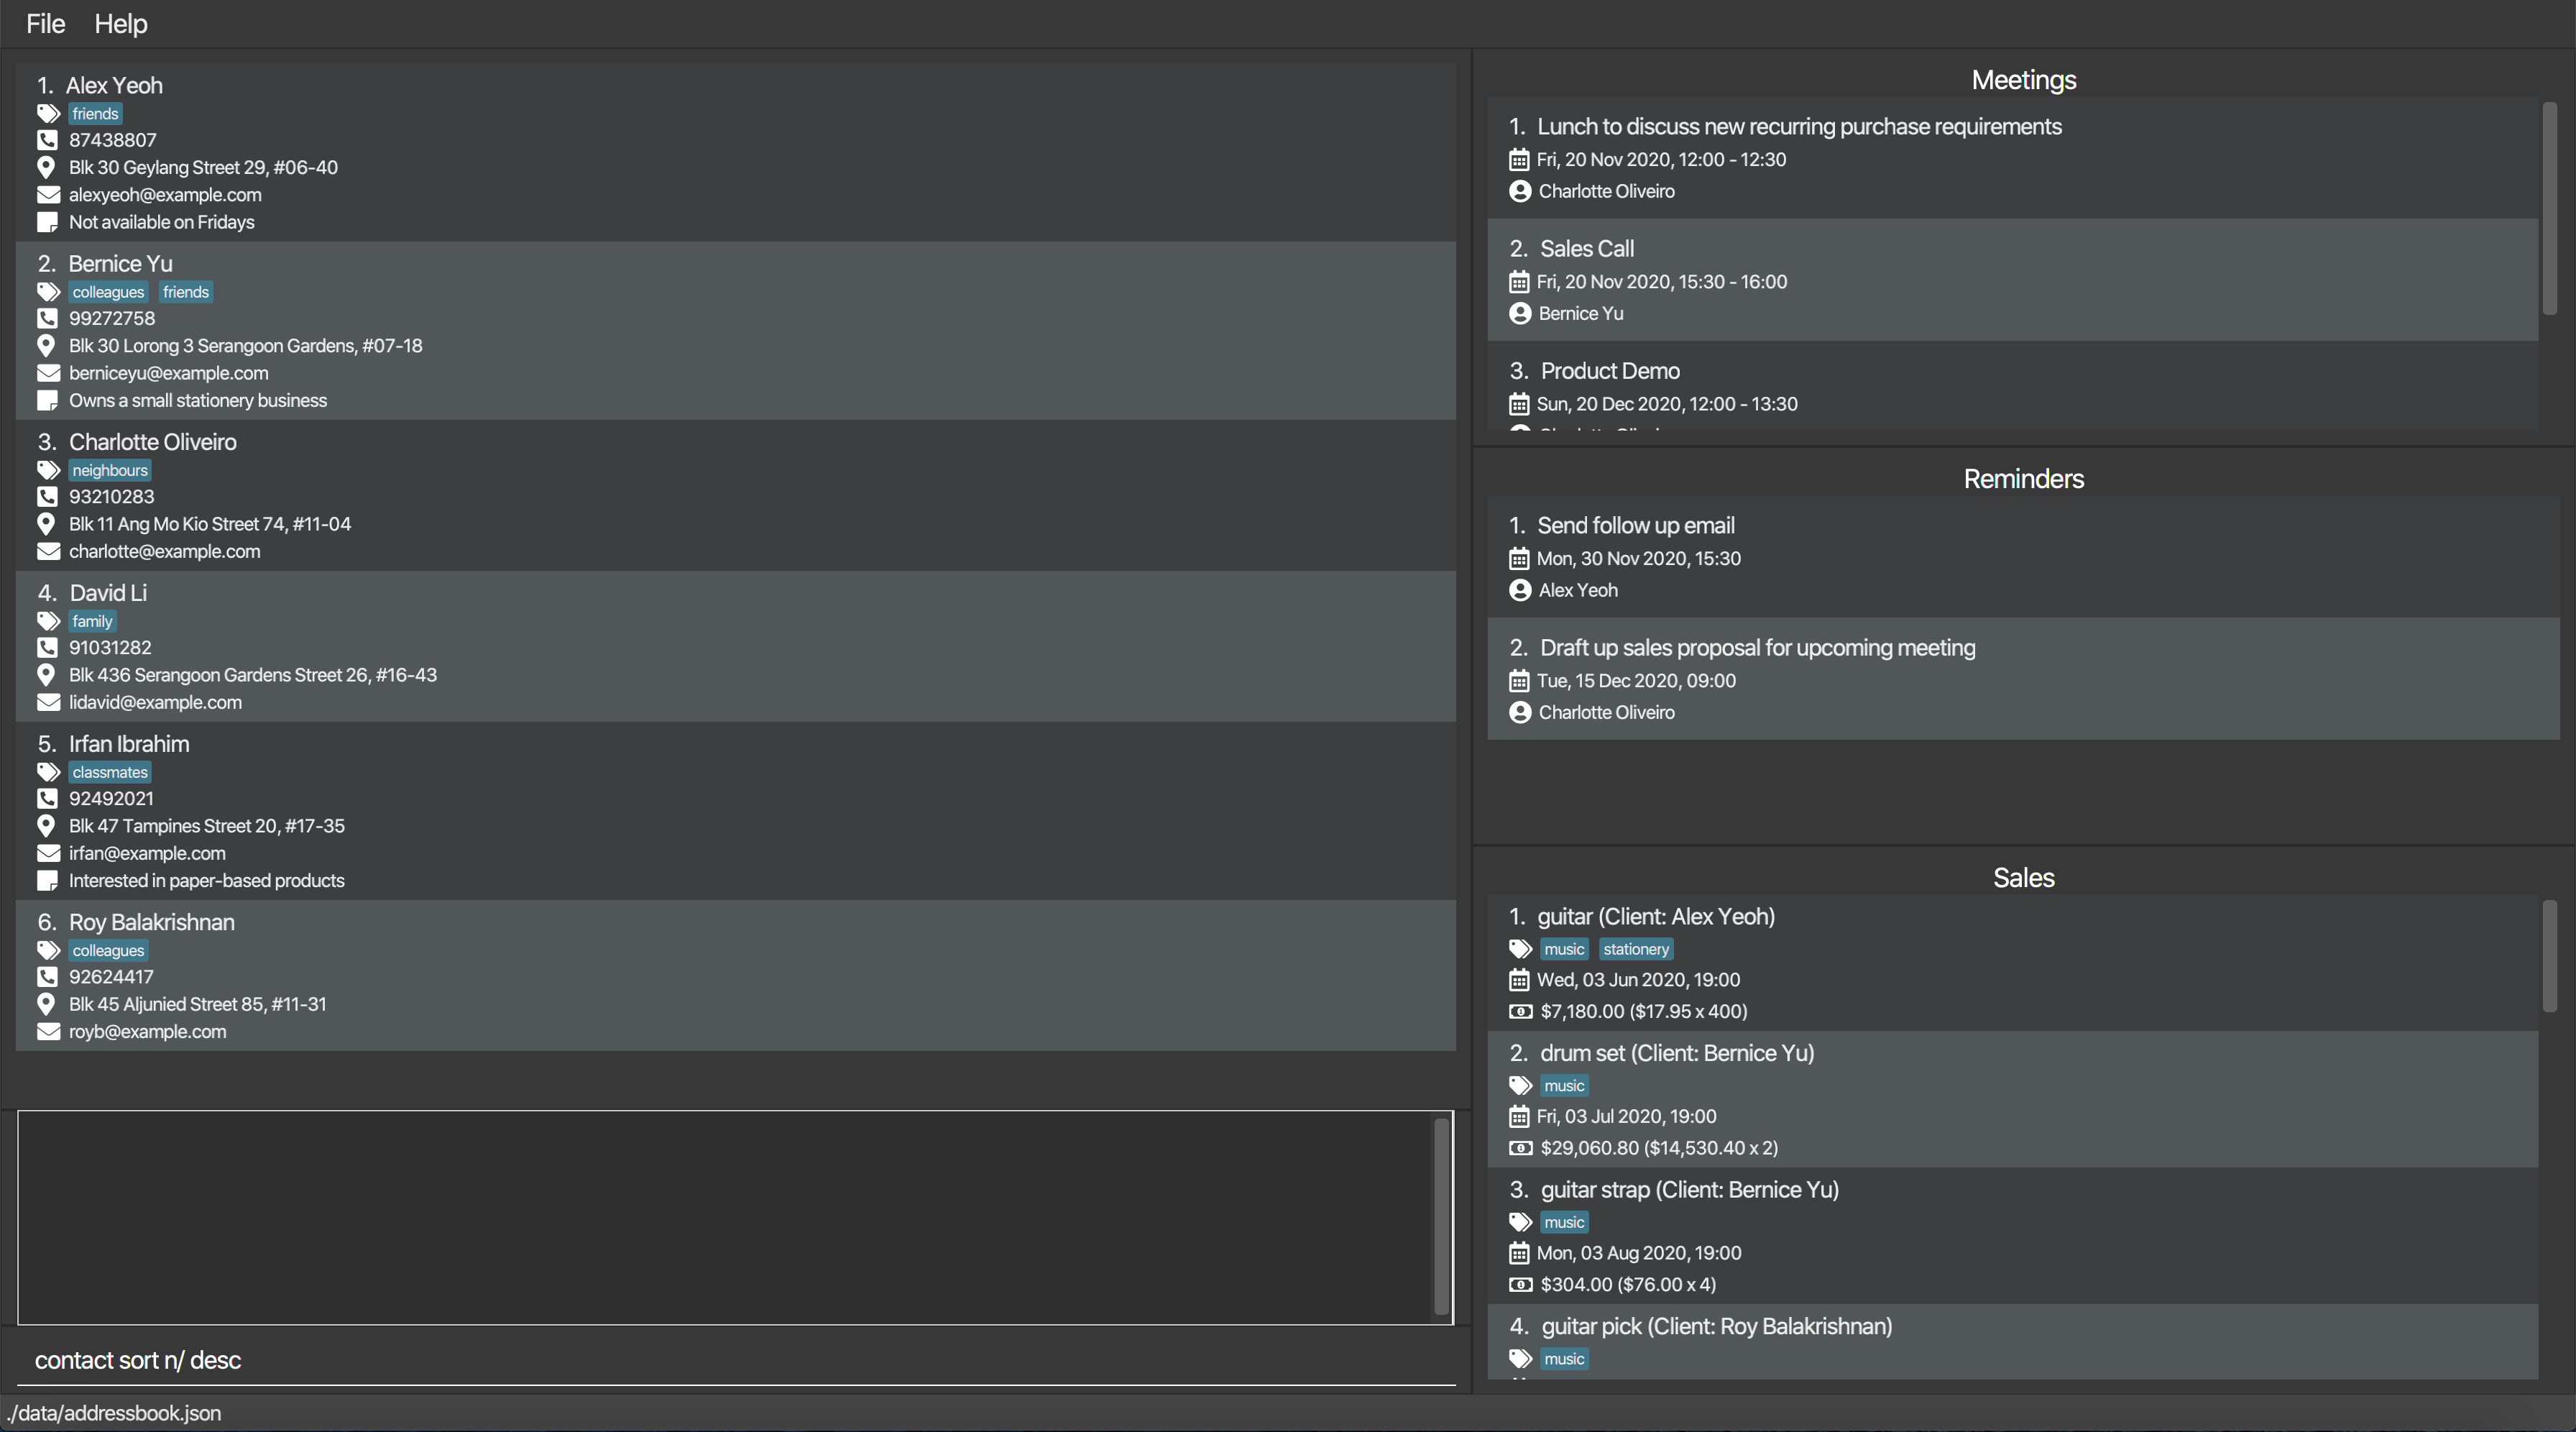 File Help
1. Alex Yeoh
friends
87438807
Blk 30 Geylang Street 29, #06-40
alexyeoh@example.com
Not available on Fridays
2. Bernice Yu
colleagues friends
99272758
Blk 30 Lorong 3 Serangoon Gardens, #07-18
berniceyu@example.com
Owns a small stationery business
3. Charlotte Oliveiro
neighbours
93210283
Blk 11 Ang Mo Kio Street 74, #11-04
charlotte@example.com
4. David Li
family
91031282
Blk 436 Serangoon Gardens Street 26, #16-43
lidavid@example.com
5. Irfan Ibrahim
classmates
92492021
Blk 47 Tampines Street 20, #17-35
irfan@example.com
Interested in paper-based products
6. Roy Balakrishnan
colleagues
92624417
Blk 45 Aljunied Street 85, #11-31
royb@example.com
contact sort n/ desc
./data/addressbook.json
Meetings
1. Lunch to discuss new recurring purchase requirements
Fri, 20 Nov 2020, 12:00 - 12:30
Charlotte Oliveiro
2. Sales Call
Fri, 20 Nov 2020, 15:30 - 16:00
Bernice Yu
3. Product Demo
Sun, 20 Dec 2020, 12:00 - 13:30
Reminders
1. Send follow up email
Mon, 30 Nov 2020, 15:30
Alex Yeoh
2. Draft up sales proposal for upcoming meeting
Tue, 15 Dec 2020, 09:00
Charlotte Oliveiro
Sales
1. guitar (Client: Alex Yeoh)
music stationery
Wed, 03 Jun 2020, 19:00
$7,180.00 ($17.95 x 400)
2. drum set (Client: Bernice Yu)
music
Fri, 03 Jul 2020, 19:00
$29,060.80 ($14,530.40 x 2)
3. guitar strap (Client: Bernice Yu)
music
Mon, 03 Aug 2020, 19:00
$304.00 ($76.00 x 4)
4. guitar pick (Client: Roy Balakrishnan)
music